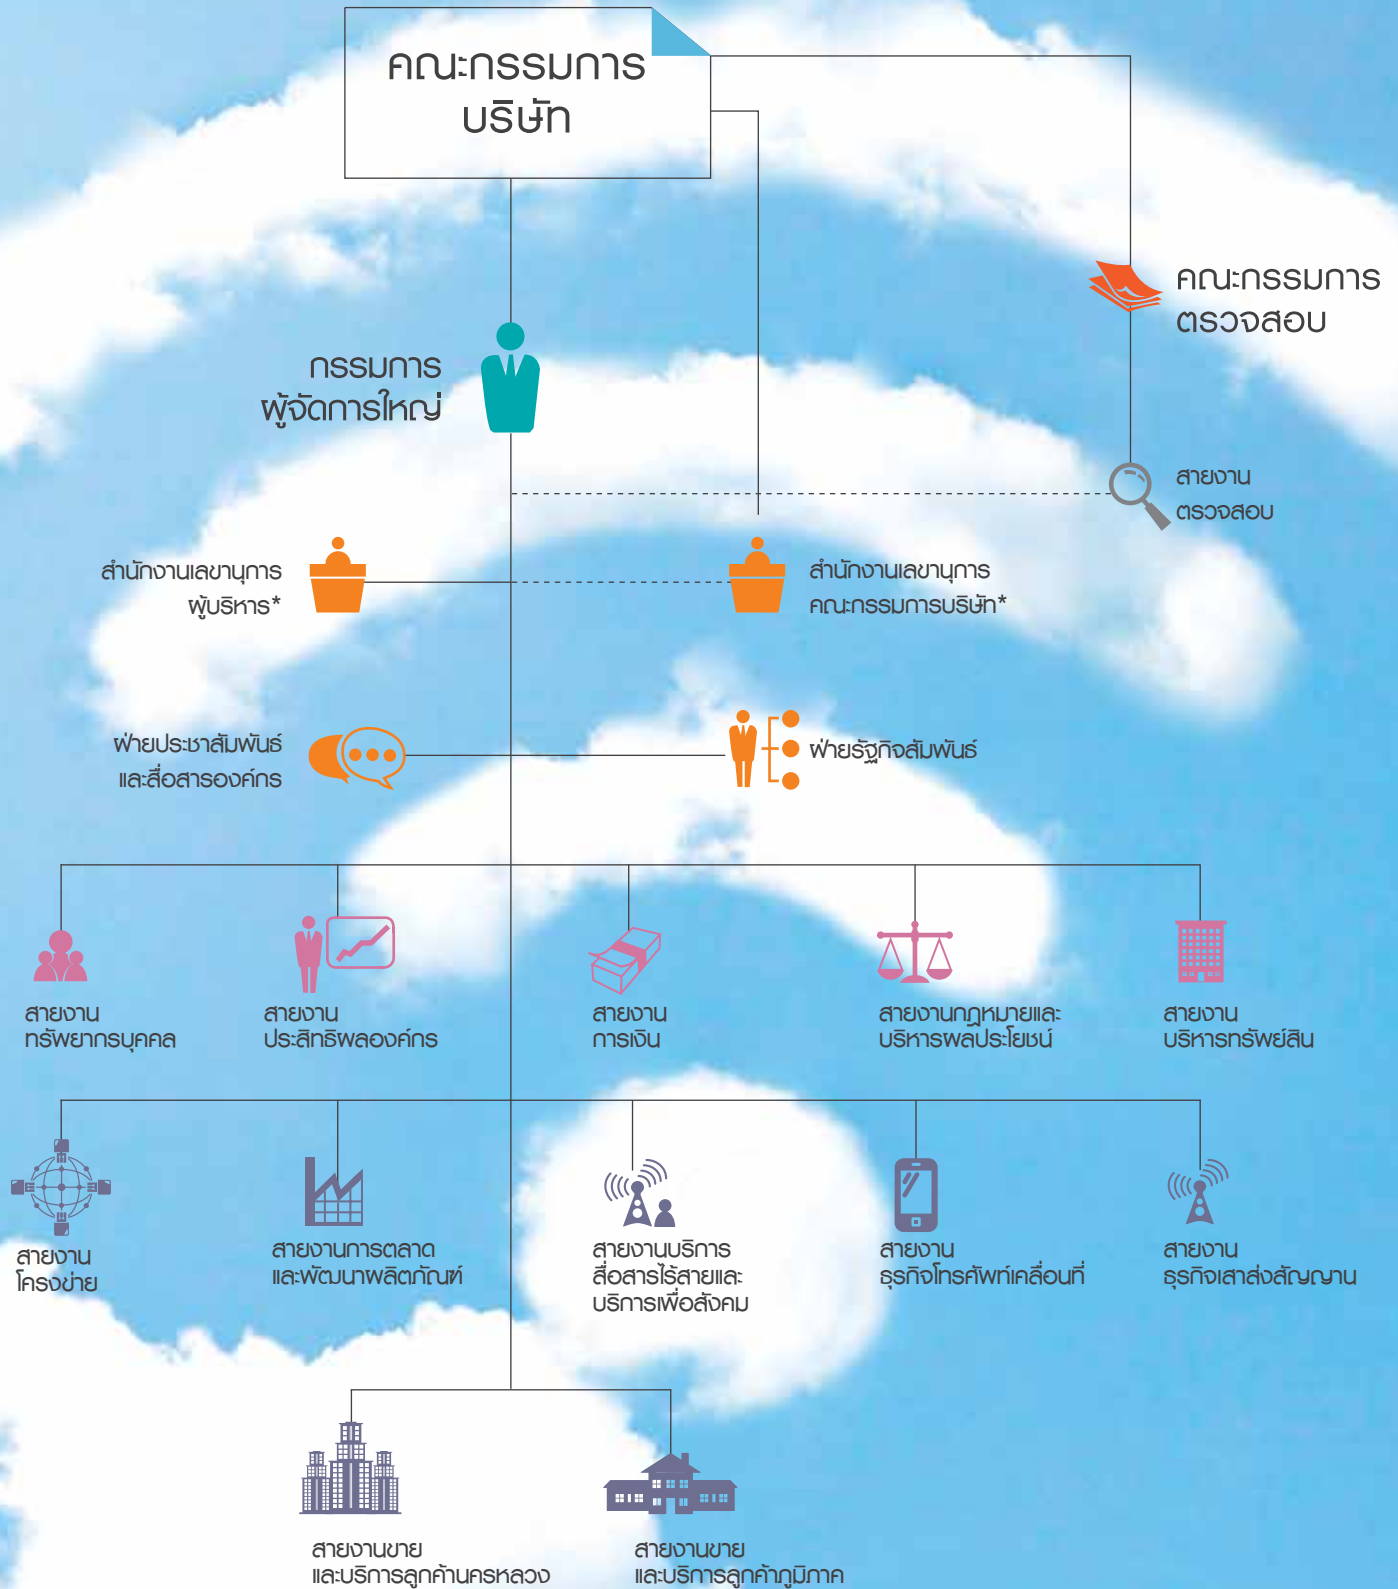 คณะกรรมการ
บริษัท
คณะกรรมการ
ตรวจสอบ
กรรมการ
ผู้จัดการใหญ่
สายงาน
ตรวจสอบ
สำนักงานเลขานุการ
ผู้บริหาร*
สำนักงานเลขานุการ
คณะกรรมการบริษัท*
ฝ่ายประชาสัมพันธ์
และสื่อสารองค์กร
ฝ่ายรัฐกิจสัมพันธ์
สายงาน
ทรัพยากรบุคคล
สายงาน
ประสิทธิผลองค์กร
สายงาน
การเงิน
สายงานกฎหมายและ
บริหารผลประโยชน์
สายงาน
บริหารทรัพย์สิน
สายงาน
โครงข่าย
สายงานการตลาด
และพัฒนาผลิตภัณฑ์
สายงานบริการ
สื่อสารไร้สายและ
บริการเพื่อสังคม
สายงาน
ธุรกิจโทรศัพท์เคลื่อนที่
สายงาน
ธุรกิจเสาส่งสัญญาน
สายงานขาย
และบริการลูกค้านครหลวง
สายงานขาย
และบริการลูกค้าภูมิภาค